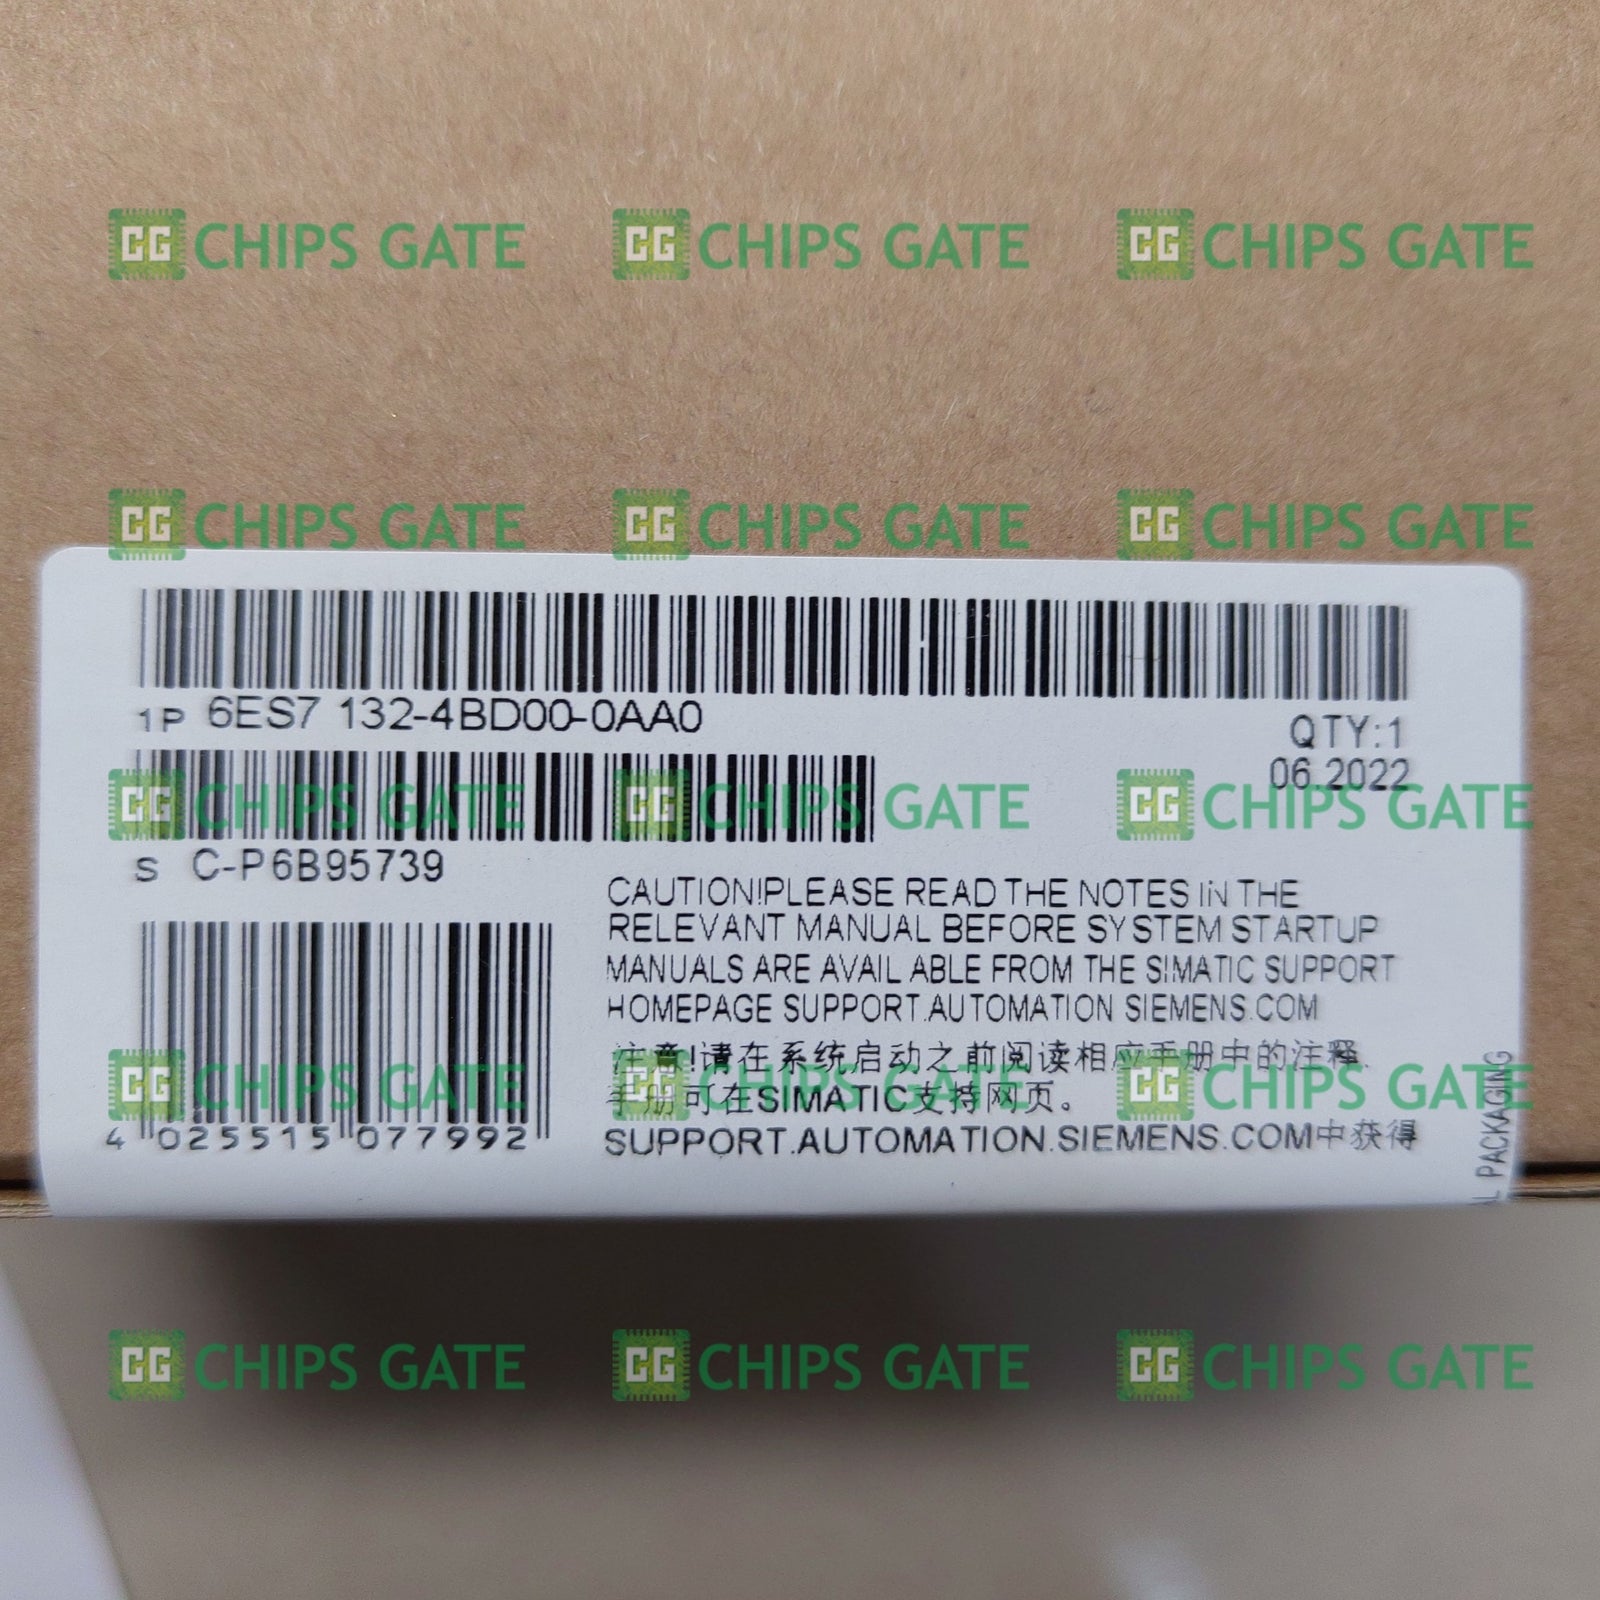 CG CHIPS GATE CG CHIPS GATE CG CHIPS GATE
CG CHIPS GATE CG CHIPS GATE CG CHIPS GATE
1P 6ES7 132-4BD00-0AA0
QTY:1
06.2022
CG CHIPS GATE CG CHIPS GATE CG CHIPS GATE
S C-P6B95739
CAUTION!PLEASE READ THE NOTES IN THE
RELEVANT MANUAL BEFORE SYSTEM STARTUP
MANUALS ARE AVAIL ABLE FROM THE SIMATIC SUPPORT
HOMEPAGE SUPPORT.AUTOMATION SIEMENS.COM
注意!请在系统启动之前阅读相应手册中的注释.
手册可在SIMATIC支持网页。
SUPPORT.AUTOMATION.SIEMENS.COM中获得
CG CHIPS GATE CG CHIPS GATE CG CHIPS GATE
4 025515 077992
PACKAGING
CG CHIPS GATE CG CHIPS GATE CG CHIPS GATE